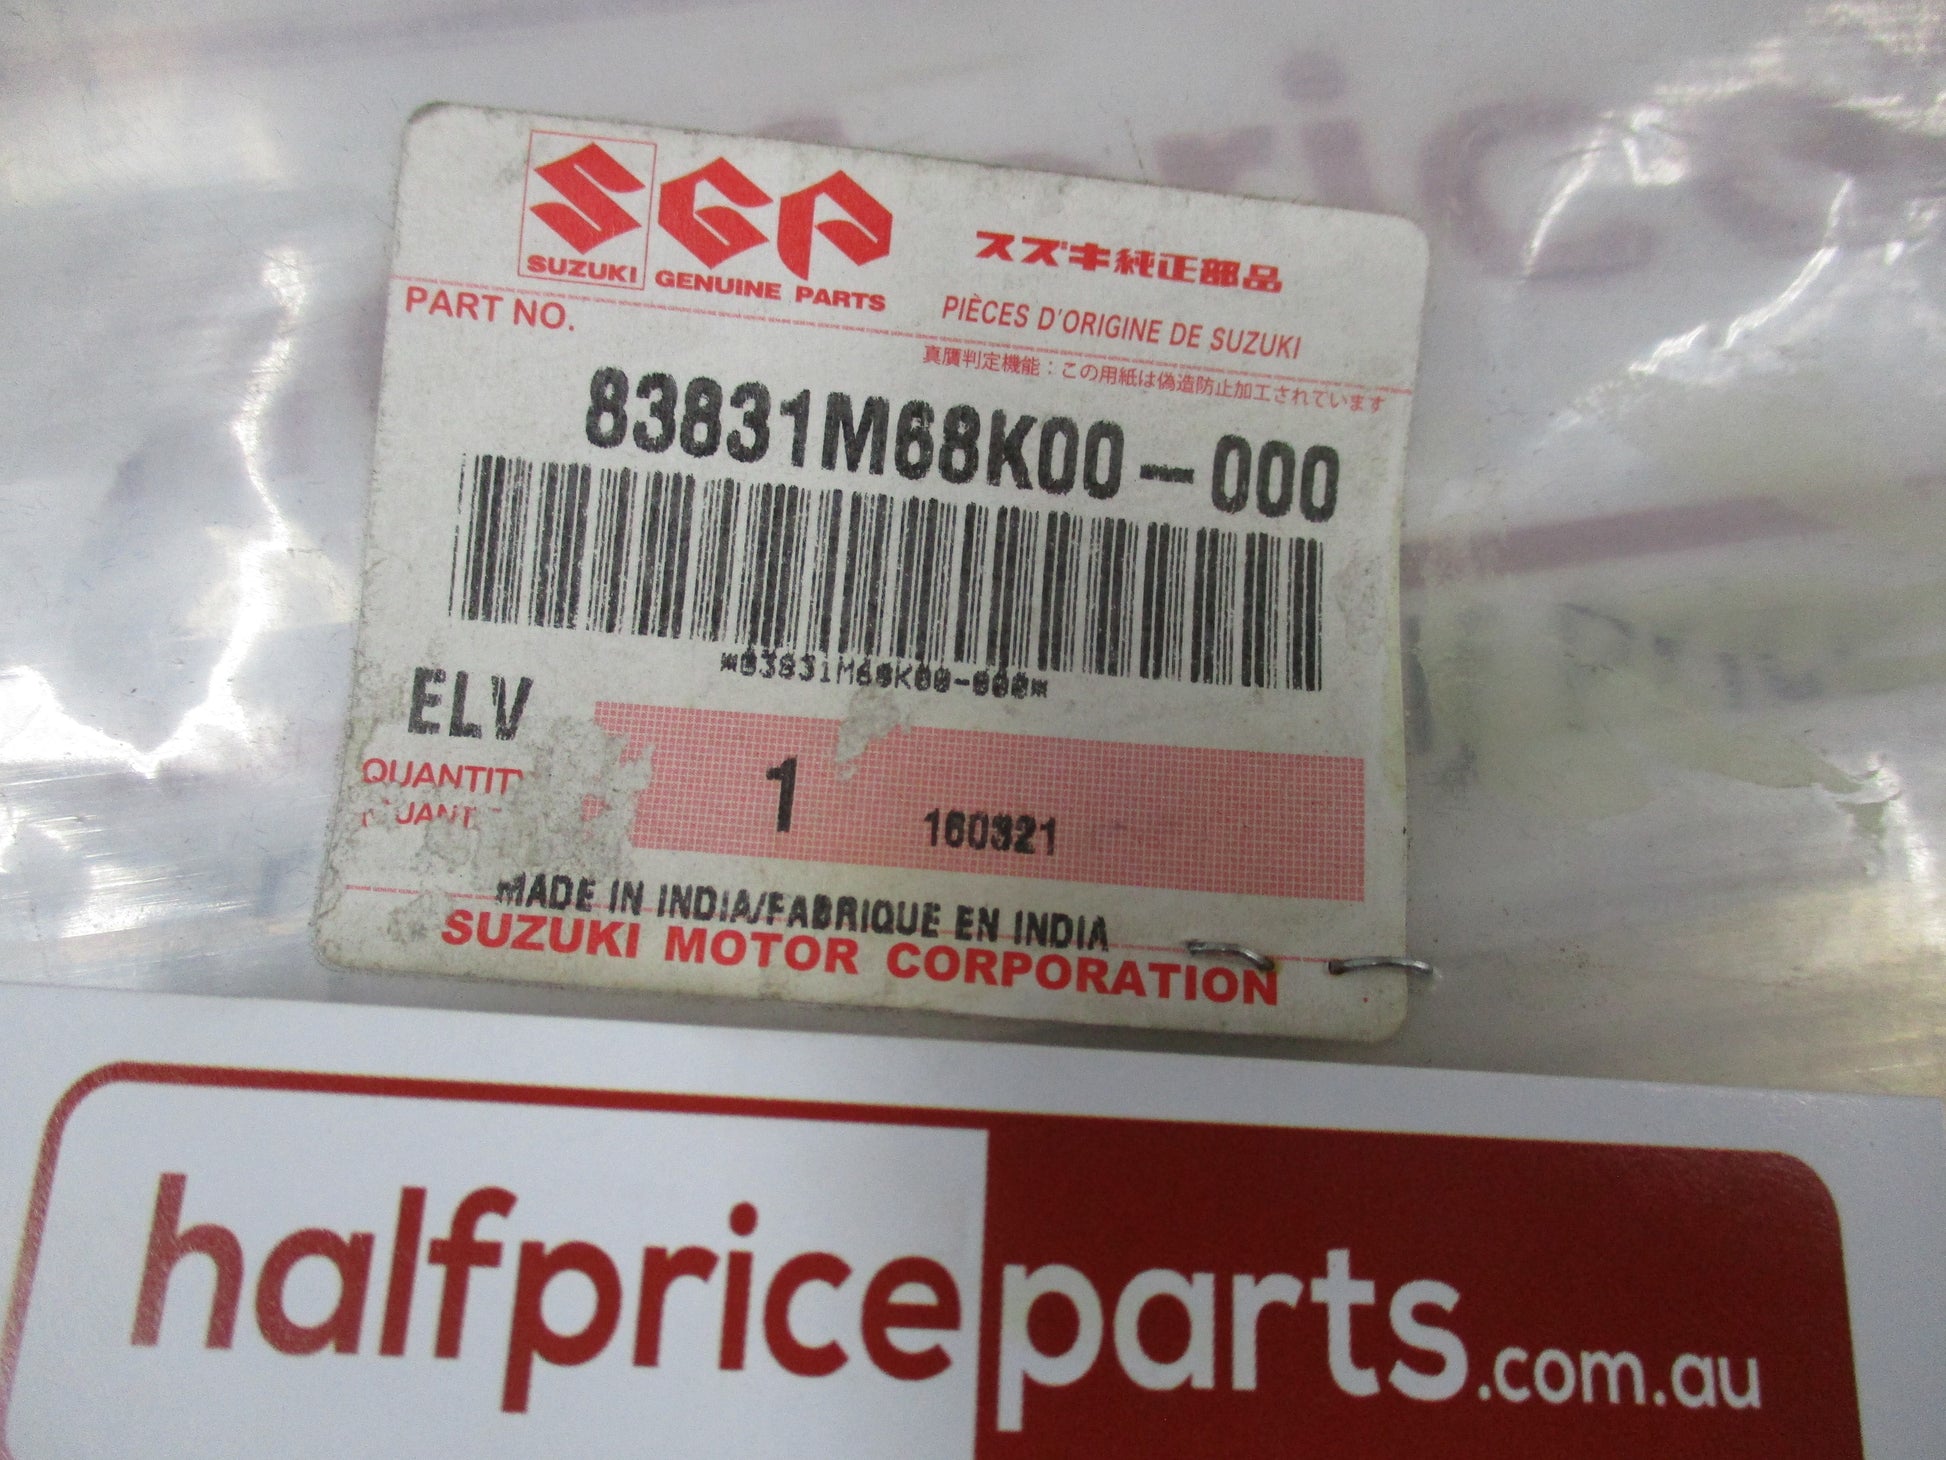 SGP
SUZUKI GENUINE PARTS
スズキ純正部品
PIÈCES D'ORIGINE DE SUZUKI
PART NO.
真贋判定機能：この用紙は偽造防止加工されています
83831M68K00-000
*83831M68K00-000*
ELV
QUANTITY
1 160321
MADE IN INDIA/FABRIQUE EN INDIA
SUZUKI MOTOR CORPORATION
halfpriceparts.com.au